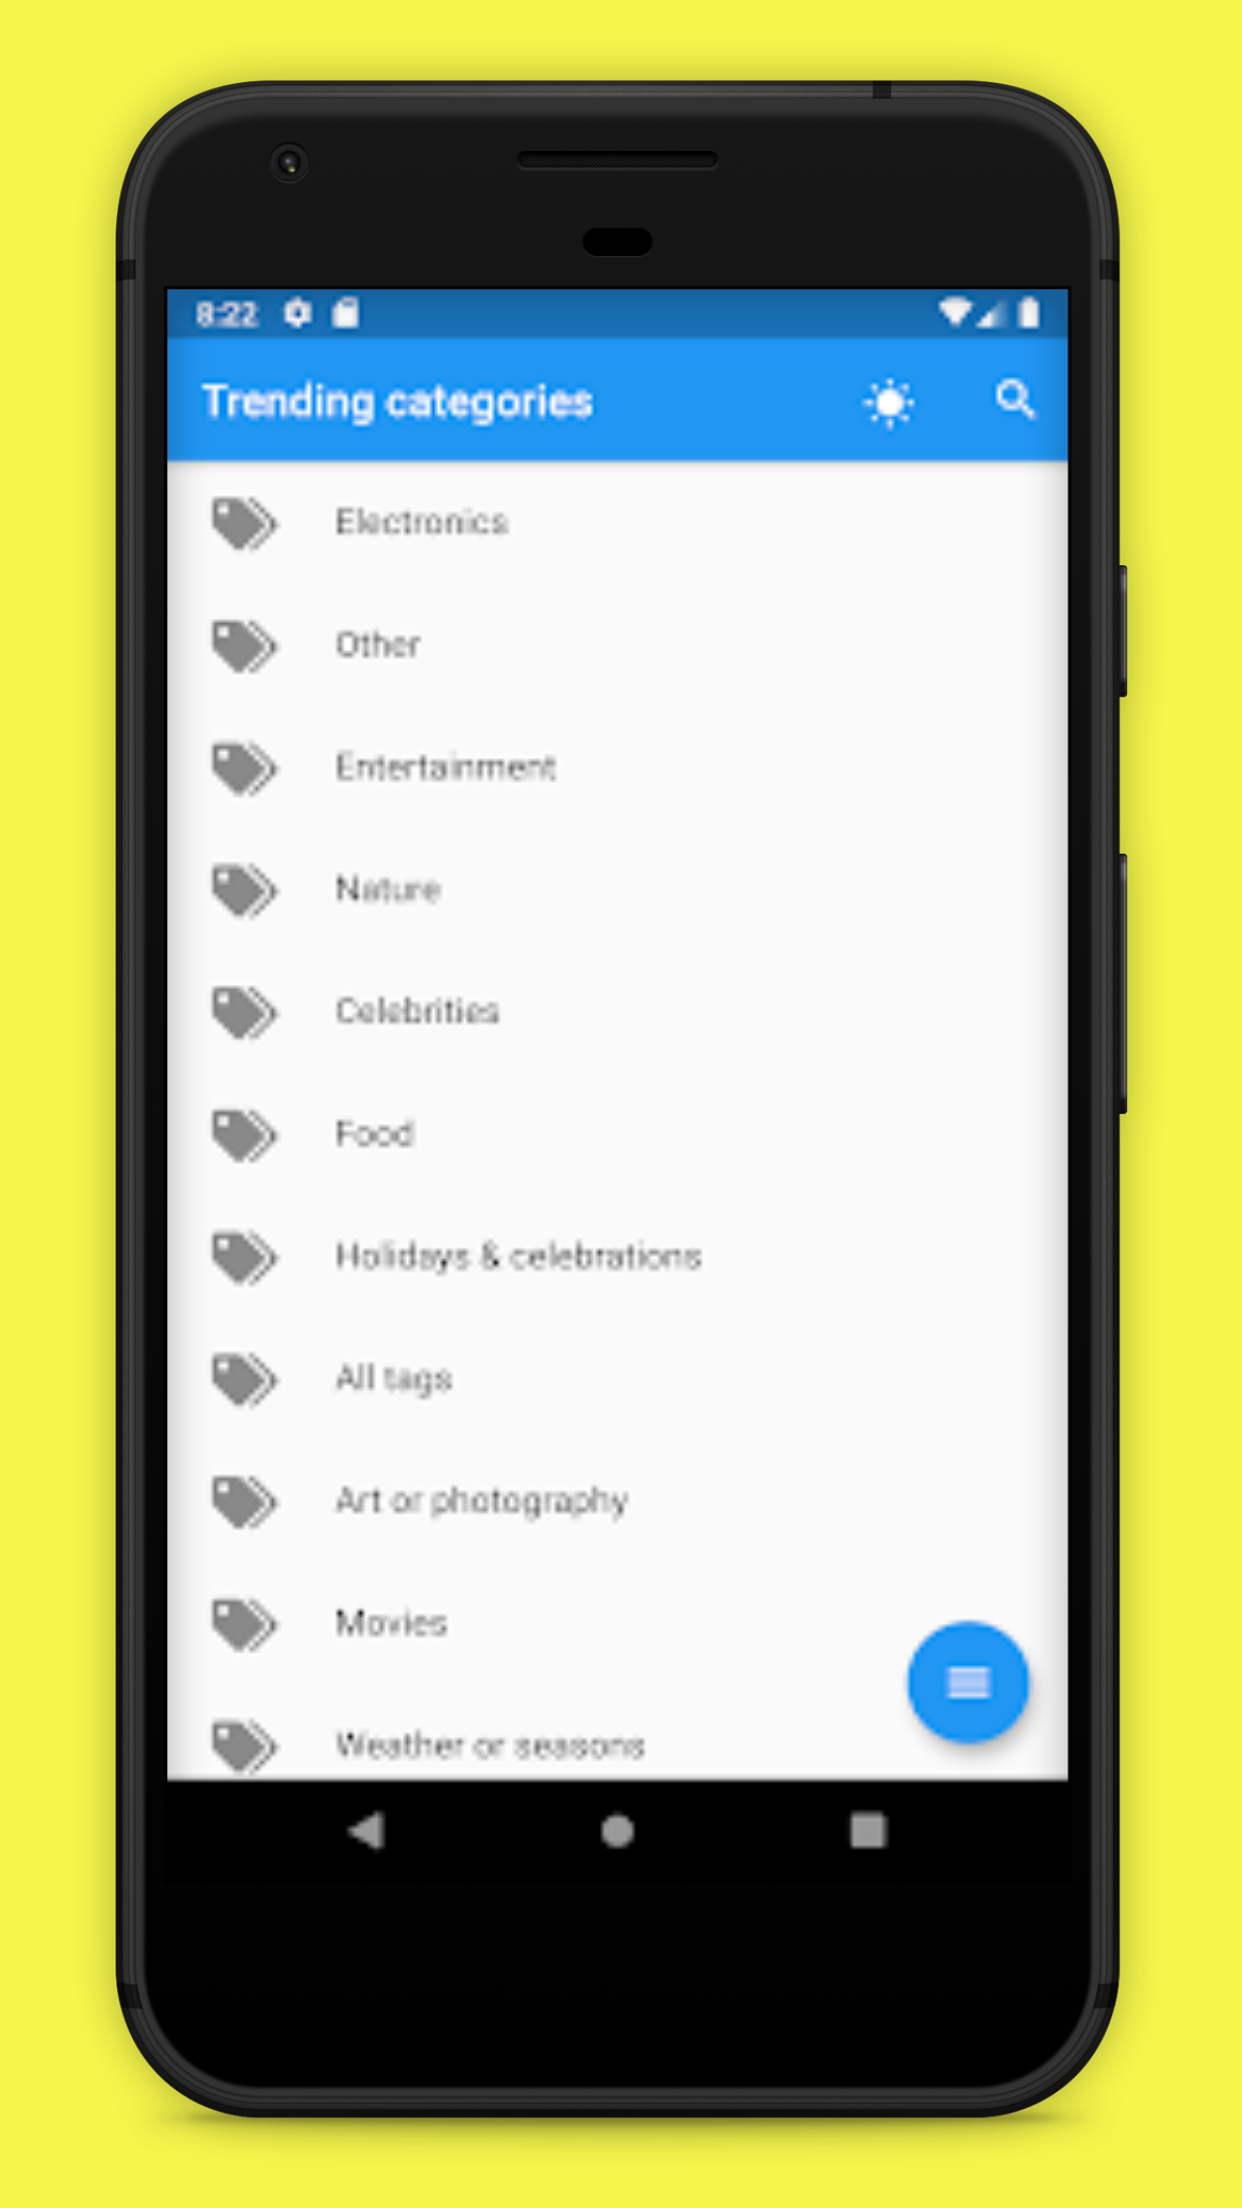 8:22
Trending categories
Electronics
Other
Entertainment
Nature
Celebrities
Food
Holidays & celebrations
All tags
Art or photography
Movies
Weather or seasons